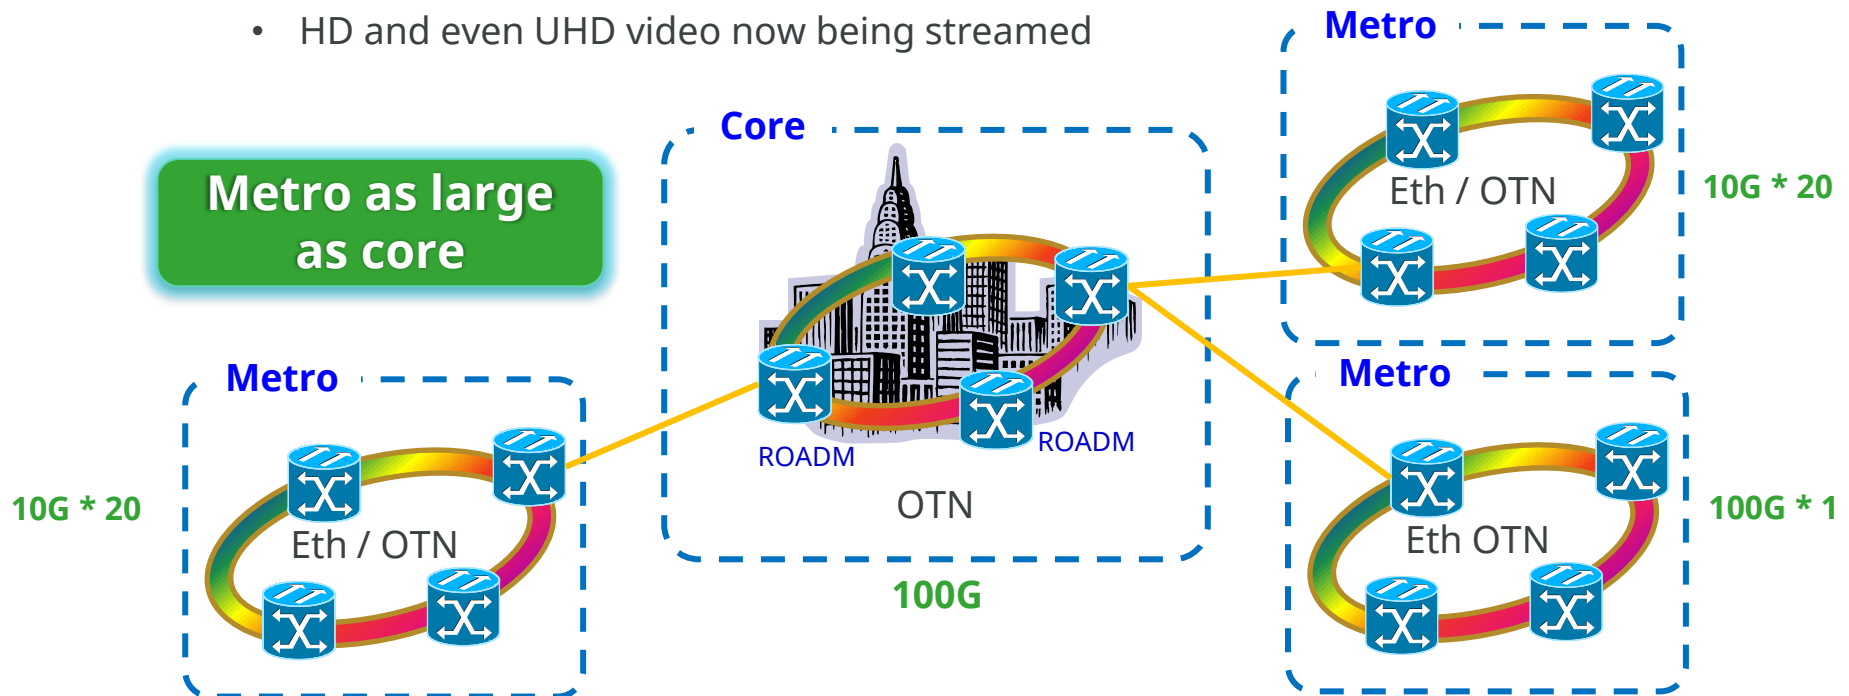 • HD and even UHD video now being streamed
Metro
Core
Metro as large
as core
Eth / OTN
10G * 20
Metro
Metro
ROADM
ROADM
OTN
10G * 20
Eth / OTN
Eth OTN
100G * 1
100G